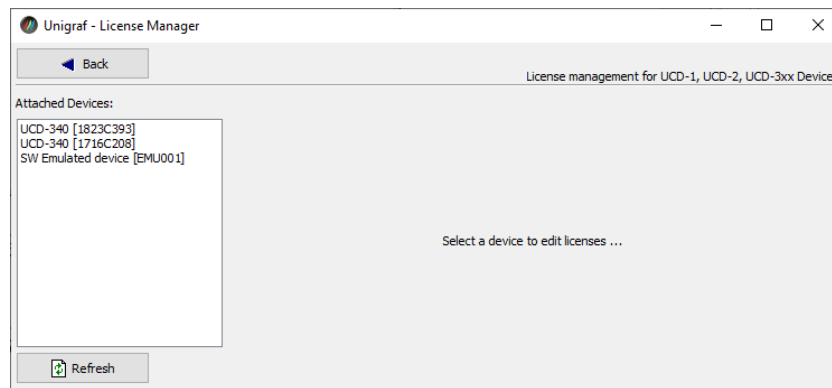 Unigraf - License Manager
Back
License management for UCD-1, UCD-2, UCD-3xx Device
Attached Devices:
UCD-340 [1823C393]
UCD-340 [1716C208]
SW Emulated device [EMU001]
Select a device to edit licenses ...
Refresh